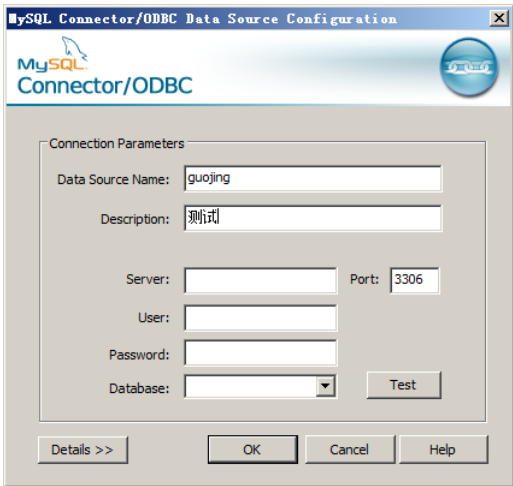 MySQL Connector/ODBC Data Source Configuration
MySQL
Connector/ODBC
Connection Parameters
Data Source Name: guojing
Description: 测试
Server: Port: 3306
User:
Password:
Database: Test
Details >> OK Cancel Help